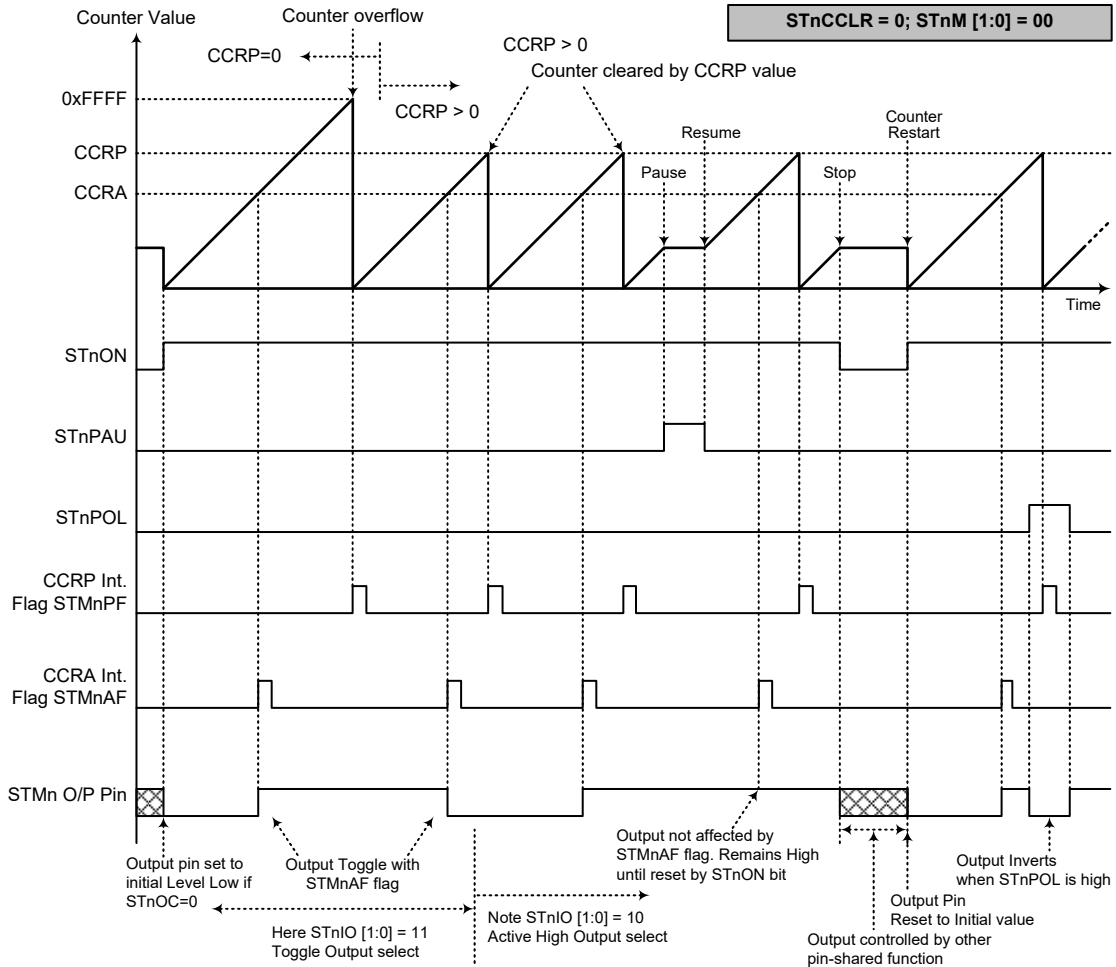 Counter Value
Counter overflow
STnCCLR = 0; STnM [1:0] = 00
CCRP=0
CCRP > 0
CCRP > 0
Counter cleared by CCRP value
0xFFFF
CCRP
CCRA
Pause
Resume
Stop
Counter
Restart
Time
STnON
STnPAU
STnPOL
CCRP Int.
Flag STMnPF
CCRA Int.
Flag STMnAF
STMn O/P Pin
Output pin set to
initial Level Low if
STnOC=0
Output Toggle with
STMnAF flag
Here STnIO [1:0] = 11
Toggle Output select
Note STnIO [1:0] = 10
Active High Output select
Output not affected by
STMnAF flag. Remains High
until reset by STnON bit
Output controlled by other
pin-shared function
Output Pin
Reset to Initial value
Output Inverts
when STnPOL is high